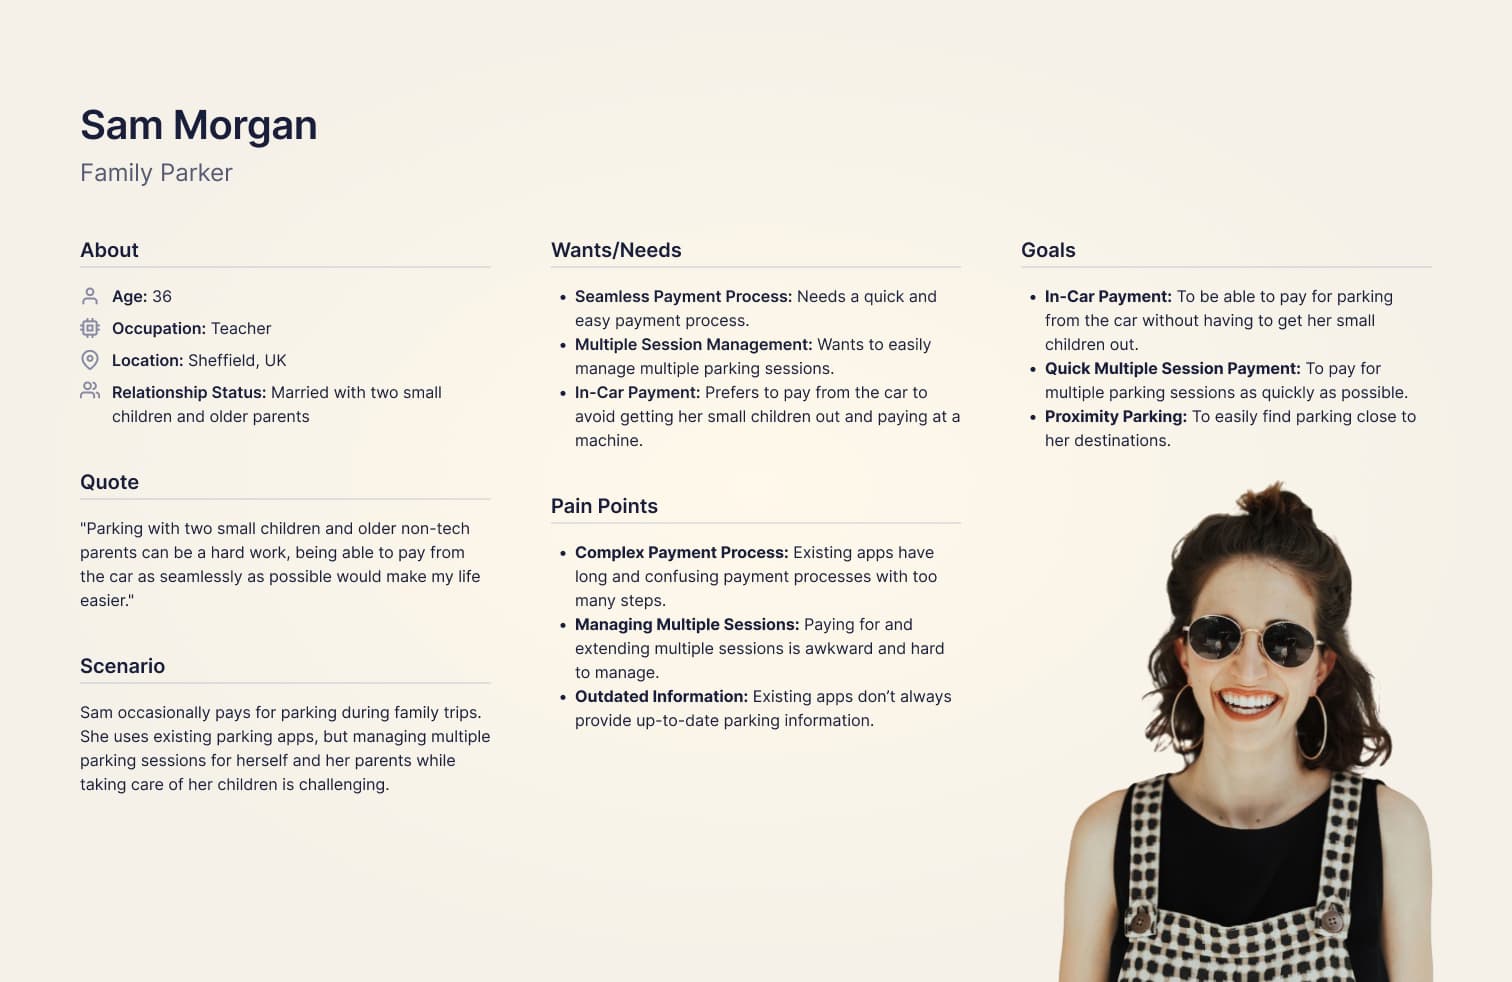 Sam Morgan
Family Parker
About
Age: 36
Occupation: Teacher
Location: Sheffield, UK
Relationship Status: Married with two small
children and older parents
Quote
"Parking with two small children and older non-tech
parents can be a hard work, being able to pay from
the car as seamlessly as possible would make my life
easier."
Scenario
Sam occasionally pays for parking during family trips.
She uses existing parking apps, but managing multiple
parking sessions for herself and her parents while
taking care of her children is challenging.
Wants/Needs
• Seamless Payment Process: Needs a quick and
easy payment process.
• Multiple Session Management: Wants to easily
manage multiple parking sessions.
• In-Car Payment: Prefers to pay from the car to
avoid getting her small children out and paying at a
machine.
Pain Points
• Complex Payment Process: Existing apps have
long and confusing payment processes with too
many steps.
• Managing Multiple Sessions: Paying for and
extending multiple sessions is awkward and hard
to manage.
• Outdated Information: Existing apps don’t always
provide up-to-date parking information.
Goals
• In-Car Payment: To be able to pay for parking
from the car without having to get her small
children out.
• Quick Multiple Session Payment: To pay for
multiple parking sessions as quickly as possible.
• Proximity Parking: To easily find parking close to
her destinations.